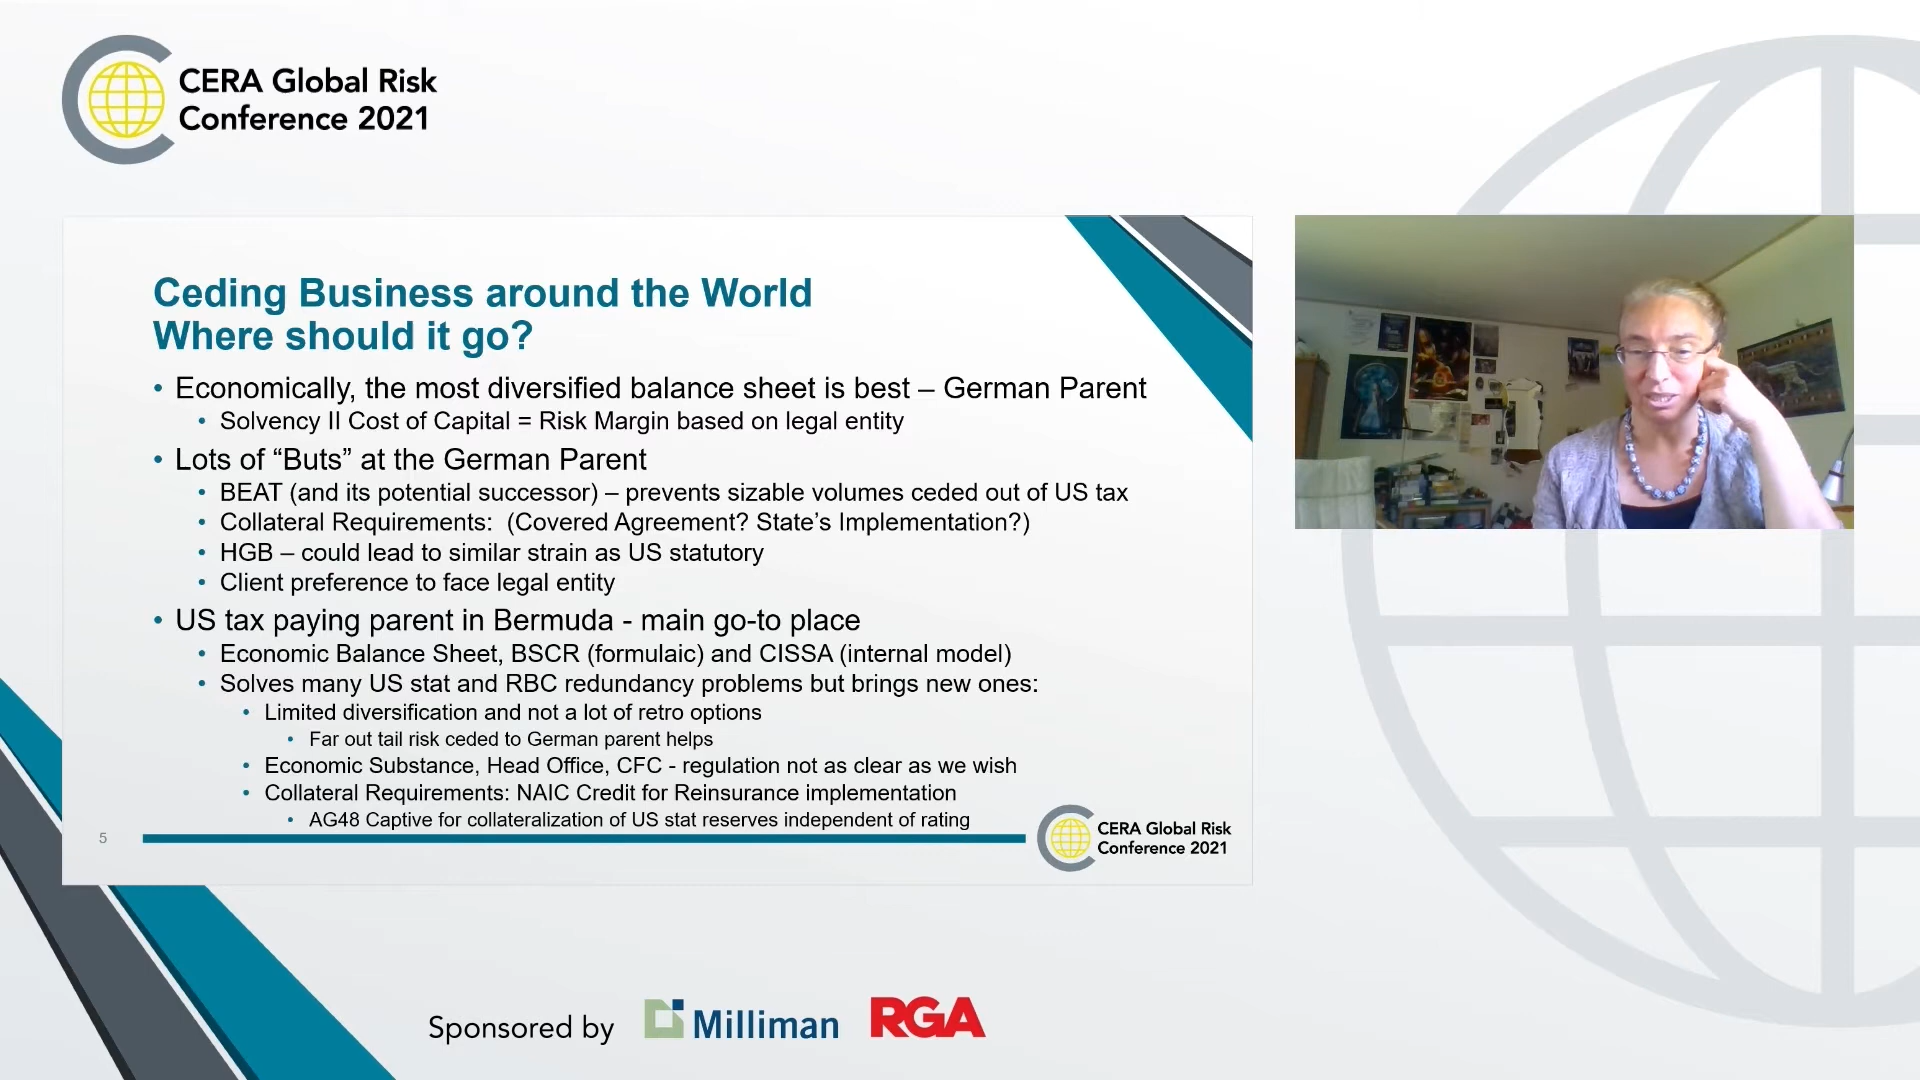 CERA Global Risk
Conference 2021
Ceding Business around the World
Where should it go?
• Economically, the most diversified balance sheet is best – German Parent
• Solvency II Cost of Capital = Risk Margin based on legal entity
• Lots of “Buts” at the German Parent
• BEAT (and its potential successor) – prevents sizable volumes ceded out of US tax
• Collateral Requirements: (Covered Agreement? State’s Implementation?)
• HGB – could lead to similar strain as US statutory
• Client preference to face legal entity
• US tax paying parent in Bermuda - main go-to place
• Economic Balance Sheet, BSCR (formulaic) and CISSA (internal model)
• Solves many US stat and RBC redundancy problems but brings new ones:
• Limited diversification and not a lot of retro options
• Far out tail risk ceded to German parent helps
• Economic Substance, Head Office, CFC - regulation not as clear as we wish
• Collateral Requirements: NAIC Credit for Reinsurance implementation
• AG48 Captive for collateralization of US stat reserves independent of rating
5
CERA Global Risk
Conference 2021
Sponsored by Milliman RGA